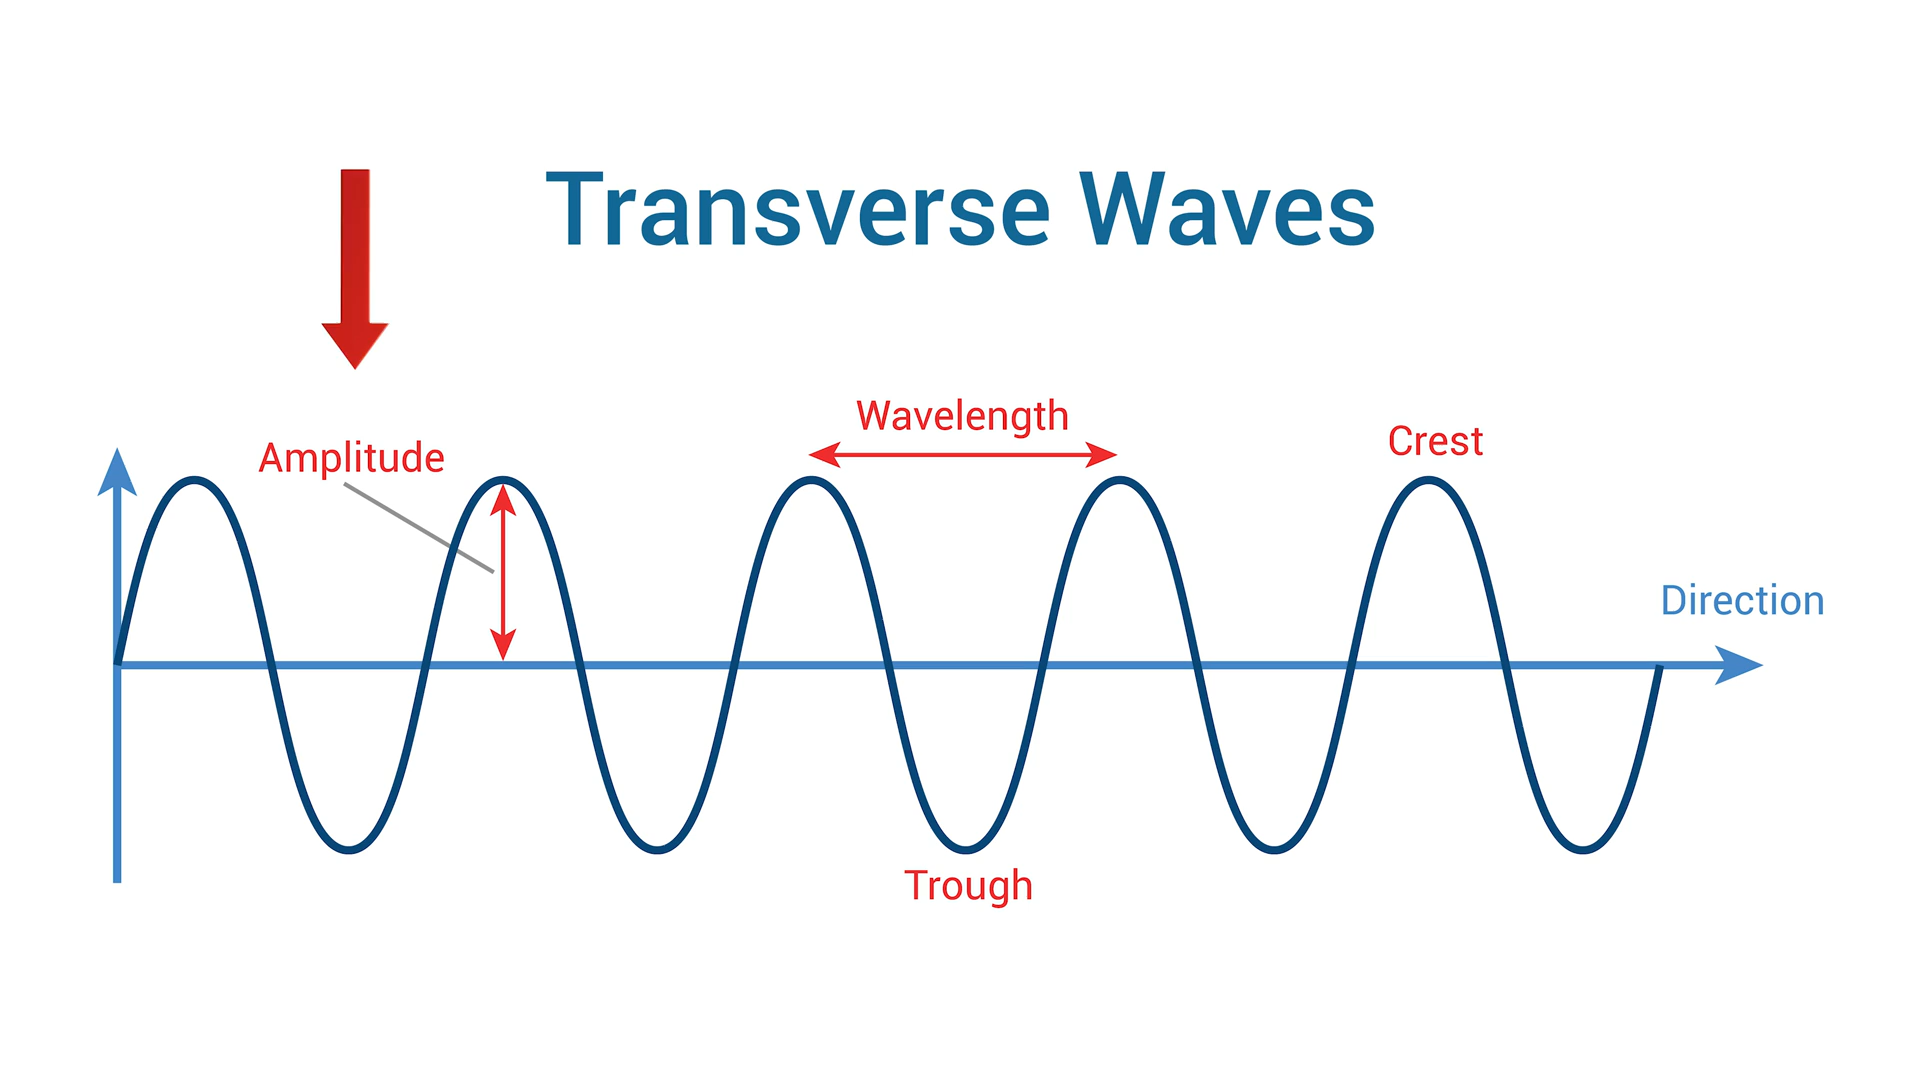 Transverse Waves
Wavelength
Crest
Amplitude
Direction
Trough